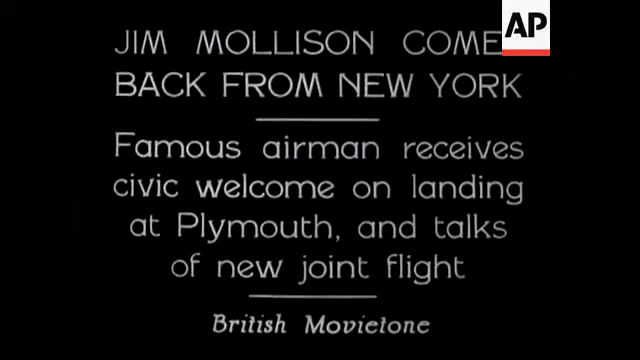 AP
JIM MOLLISON COME
BACK FROM NEW YORK
Famous airman receives
civic welcome on landing
at Plymouth, and talks
of new joint flight
British Movietone